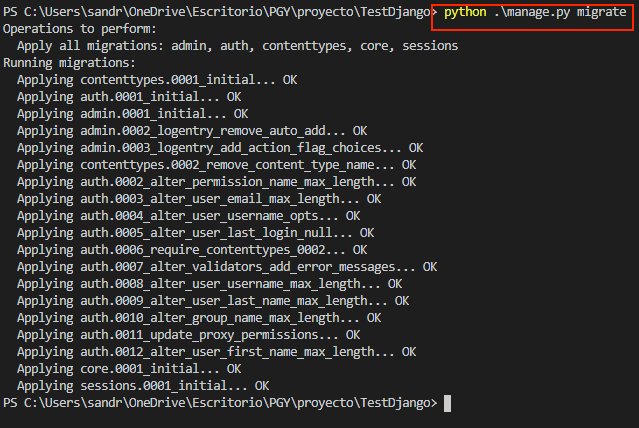 PS C:\Users\sandr\OneDrive\Escritorio\PGY\proyecto\TestDjango> python .\manage.py migrate
Operations to perform:
  Apply all migrations: admin, auth, contenttypes, core, sessions
Running migrations:
  Applying contenttypes.0001_initial... OK
  Applying auth.0001_initial... OK
  Applying admin.0001_initial... OK
  Applying admin.0002_logentry_remove_auto_add... OK
  Applying admin.0003_logentry_add_action_flag_choices... OK
  Applying contenttypes.0002_remove_content_type_name... OK
  Applying auth.0002_alter_permission_name_max_length... OK
  Applying auth.0003_alter_user_email_max_length... OK
  Applying auth.0004_alter_user_username_opts... OK
  Applying auth.0005_alter_user_last_login_null... OK
  Applying auth.0006_require_contenttypes_0002... OK
  Applying auth.0007_alter_validators_add_error_messages... OK
  Applying auth.0008_alter_user_username_max_length... OK
  Applying auth.0009_alter_user_last_name_max_length... OK
  Applying auth.0010_alter_group_name_max_length... OK
  Applying auth.0011_update_proxy_permissions... OK
  Applying auth.0012_alter_user_first_name_max_length... OK
  Applying core.0001_initial... OK
  Applying sessions.0001_initial... OK
PS C:\Users\sandr\OneDrive\Escritorio\PGY\proyecto\TestDjango>